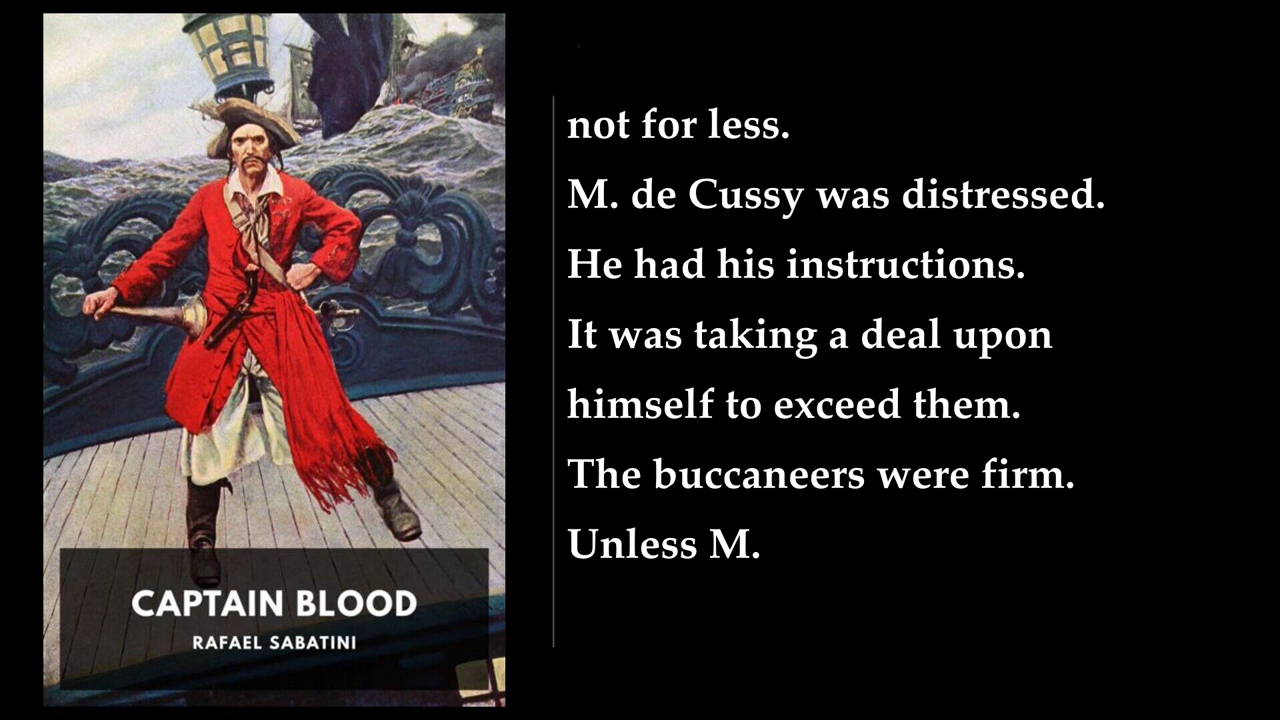 CAPTAIN BLOOD
RAFAEL SABATINI
not for less.
M. de Cussy was distressed.
He had his instructions.
It was taking a deal upon
himself to exceed them.
The buccaneers were firm.
Unless M.